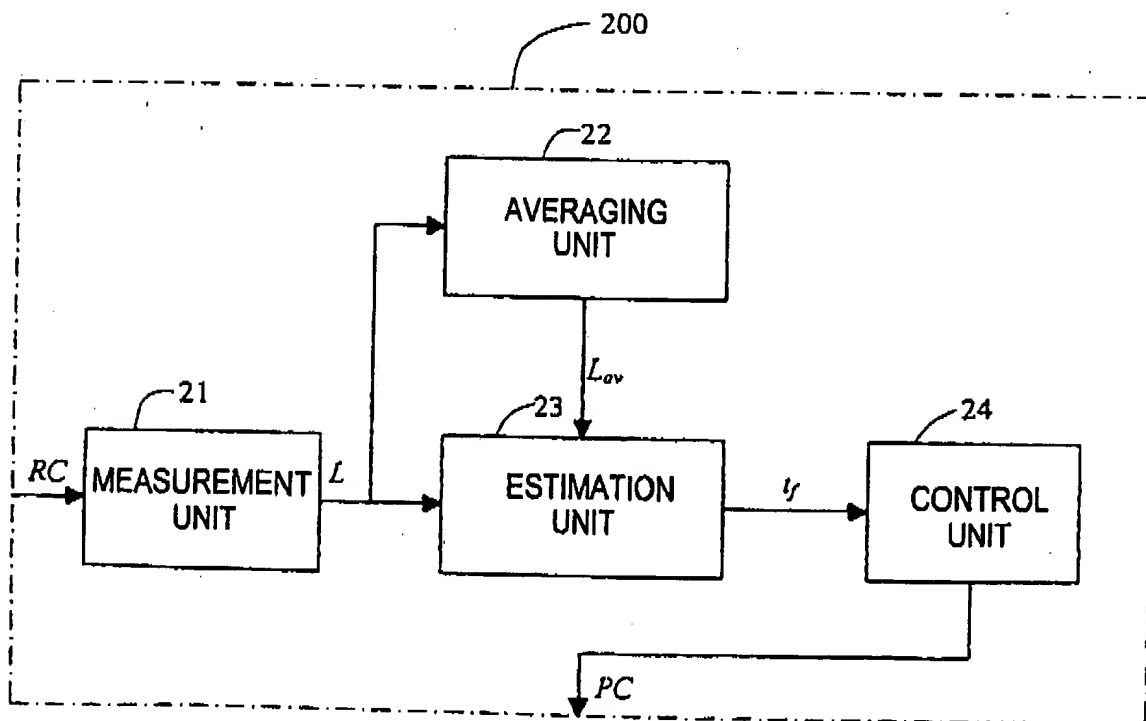 200
22
AVERAGING
UNIT
L_av
21
23
24
RC
MEASUREMENT
UNIT
L
ESTIMATION
UNIT
t_f
CONTROL
UNIT
PC